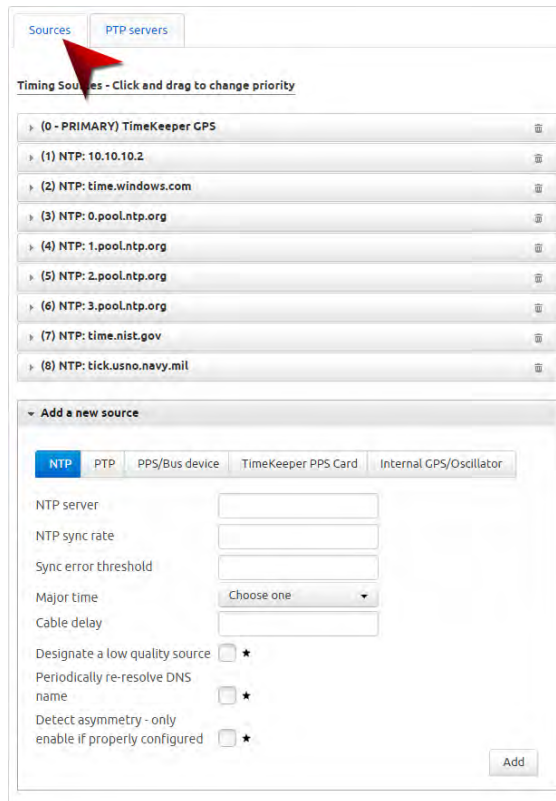 Sources
PTP servers
Timing Sources - Click and drag to change priority
(0 - PRIMARY) TimeKeeper GPS
(1) NTP: 10.10.10.2
(2) NTP: time.windows.com
(3) NTP: 0.pool.ntp.org
(4) NTP: 1.pool.ntp.org
(5) NTP: 2.pool.ntp.org
(6) NTP: 3.pool.ntp.org
(7) NTP: time.nist.gov
(8) NTP: tick.usno.navy.mil
Add a new source
NTP PTP PPS/Bus device TimeKeeper PPS Card Internal GPS/Oscillator
NTP server
NTP sync rate
Sync error threshold
Major time Choose one
Cable delay
Designate a low quality source
Periodically re-resolve DNS
name
Detect asymmetry - only
enable if properly configured
Add